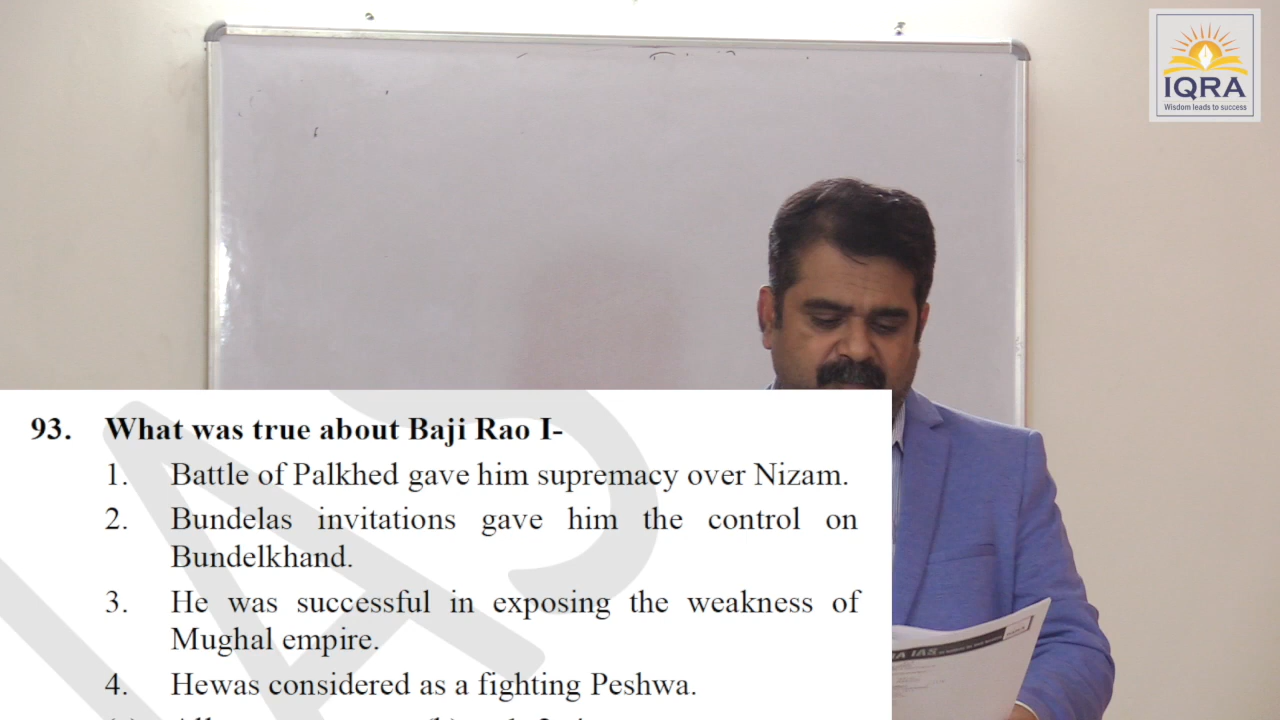 IQRA
Wisdom leads to success
93. What was true about Baji Rao I-
1. Battle of Palkhed gave him supremacy over Nizam.
2. Bundelas invitations gave him the control on
Bundelkhand.
3. He was successful in exposing the weakness of
Mughal empire.
4. Hewas considered as a fighting Peshwa.
IAS